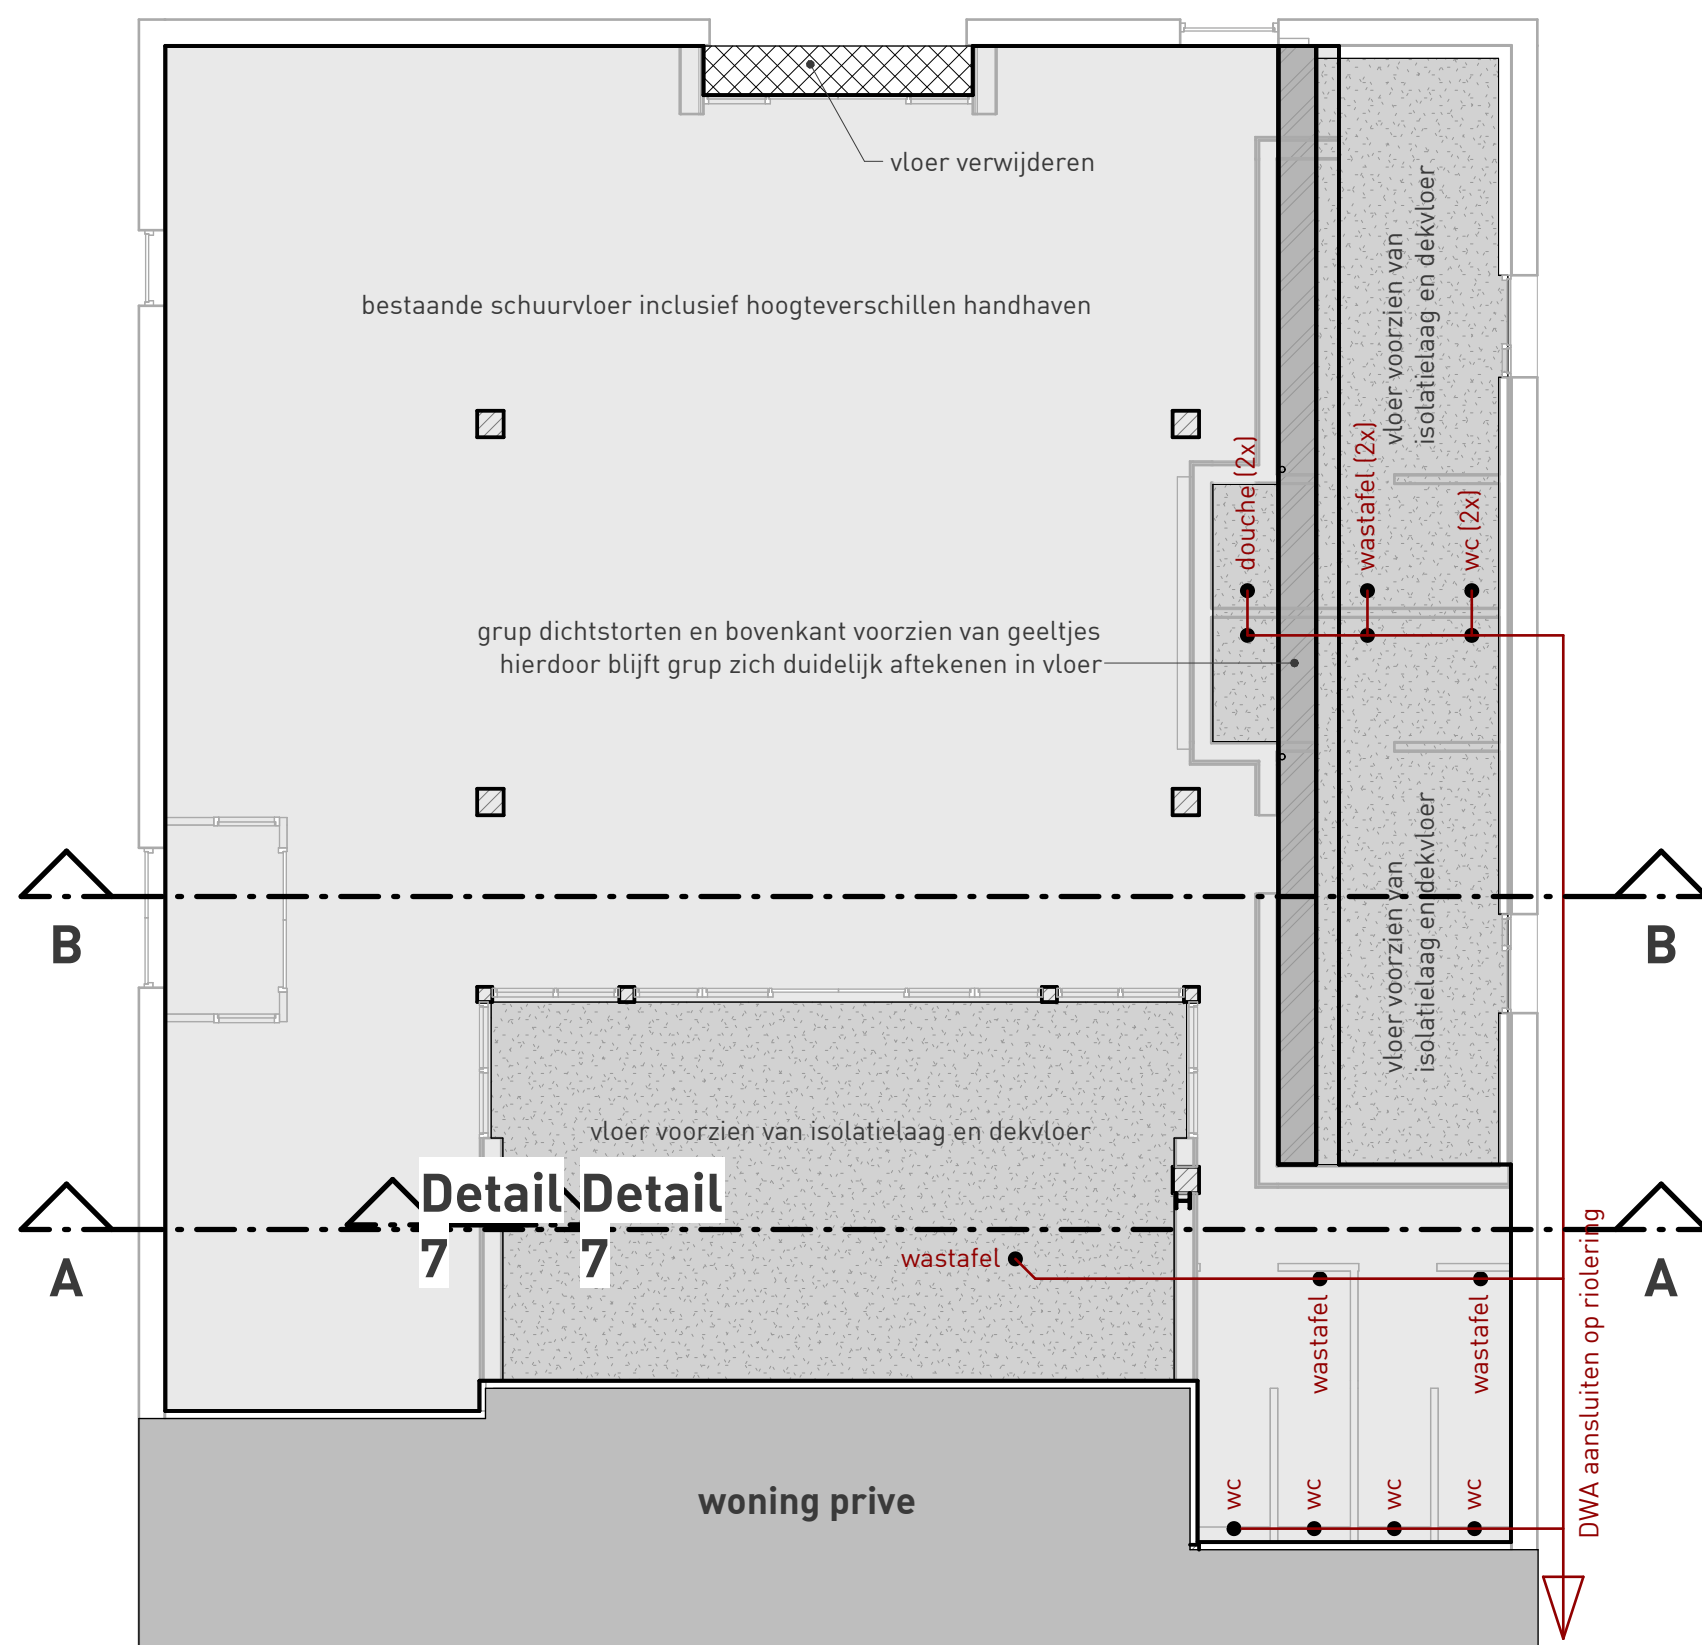 vloer verwijderen
bestaande schuurvloer inclusief hoogteverschillen handhaven
vloer voorzien van
isolatielaag en dekvloer
douche (2x)
wastafel (2x)
wc (2x)
grup dichtstorten en bovenkant voorzien van geeltjes
hierdoor blijft grup zich duidelijk aftekenen in vloer
vloer voorzien van
isolatielaag en dekvloer
B
B
vloer voorzien van isolatielaag en dekvloer
Detail
7
Detail
7
A
A
wastafel
wastafel
wastafel
DWA aansluiten op riolering
wc
wc
wc
wc
woning prive